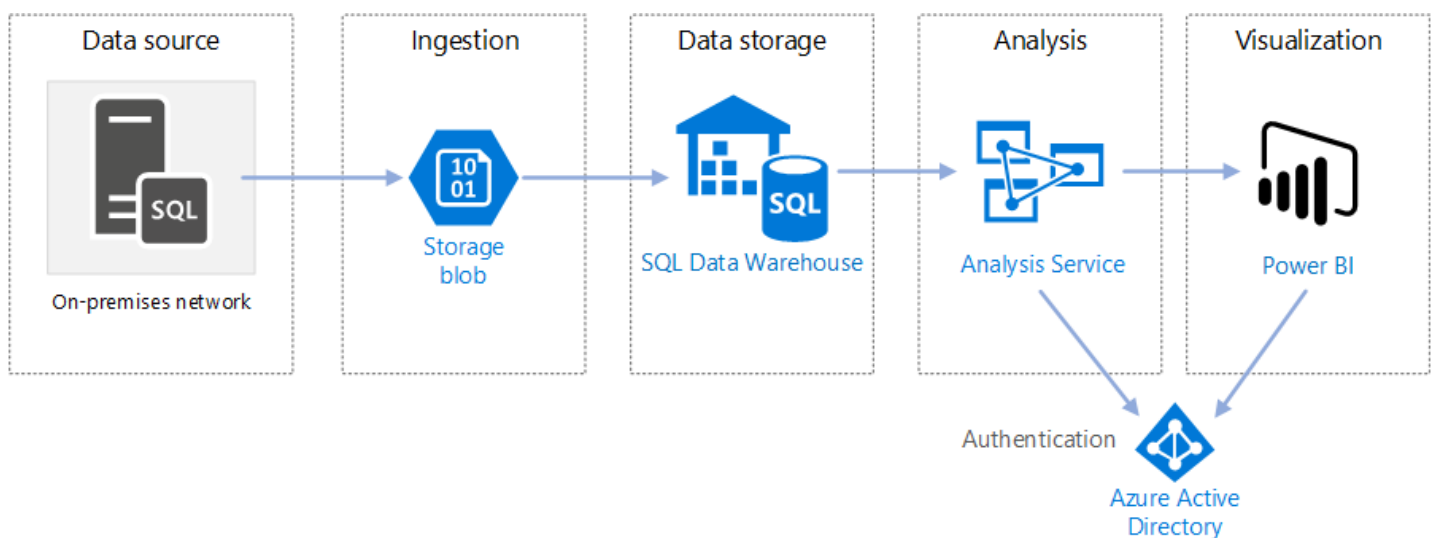 Data source
Ingestion
Data storage
Analysis
Visualization
SQL
On-premises network
10
01
Storage
blob
SQL
SQL Data Warehouse
Analysis Service
Power BI
Authentication
Azure Active
Directory